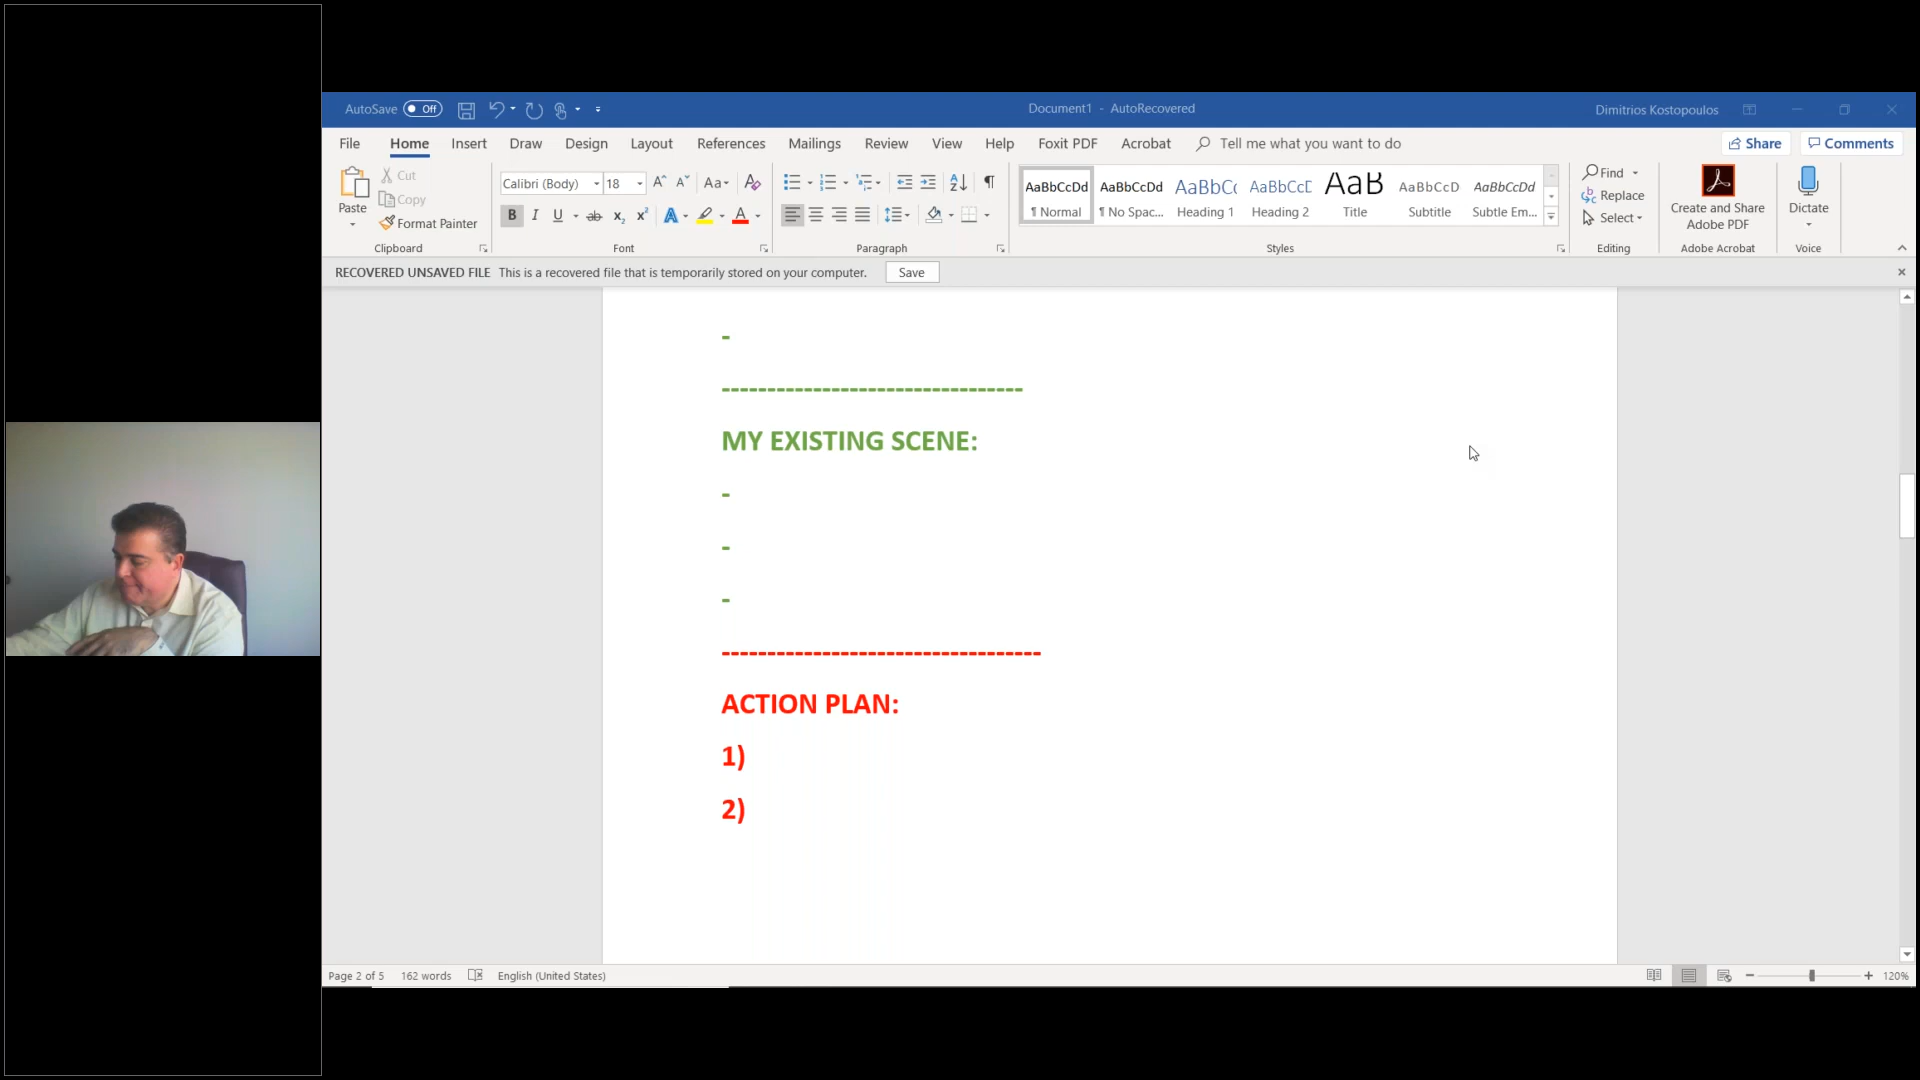 AutoSave Off Document1 - AutoRecovered Dimitrios Kostopoulos
File Home Insert Draw Design Layout References Mailings Review View Help Foxit PDF Acrobat Tell me what you want to do Share Comments
Paste
Cut
Copy
Format Painter
Clipboard
Calibri (Body) 18
Font
Paragraph
AaBbCcDd AaBbCcDd AaBbCc AaBbCcD AaB AaBbCcD AaBbCcDd
¶ Normal ¶ No Spac... Heading 1 Heading 2 Title Subtitle Subtle Em...
Styles
Find
Replace
Select
Editing
Create and Share
Adobe PDF
Adobe Acrobat
Dictate
Voice
RECOVERED UNSAVED FILE This is a recovered file that is temporarily stored on your computer. Save
-
---------------------------------
MY EXISTING SCENE:
-
-
-
-----------------------------------
ACTION PLAN:
1)
2)
Page 2 of 5 162 words English (United States) 120%